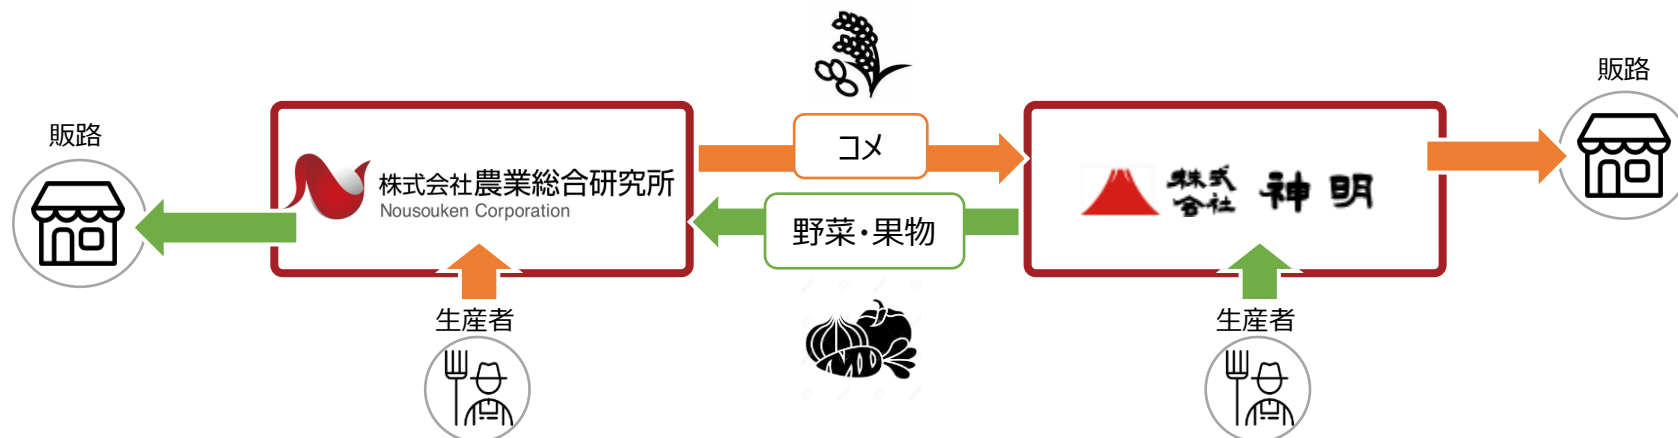 販路
販路
コメ
株式会社農業総合研究所
Nousouken Corporation
株式
会社
神明
野菜・果物
生産者
生産者